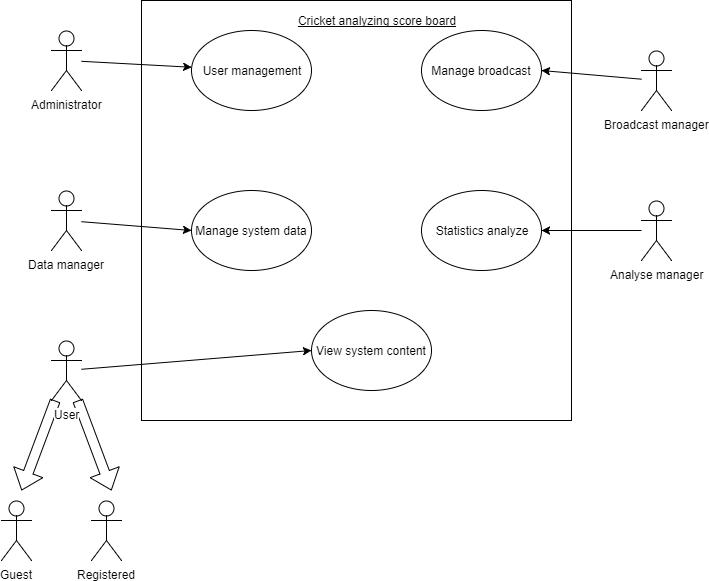 Cricket analyzing score board
User management
Manage broadcast
Administrator
Broadcast manager
Manage system data
Statistics analyze
Data manager
Analyse manager
View system content
User
Guest
Registered